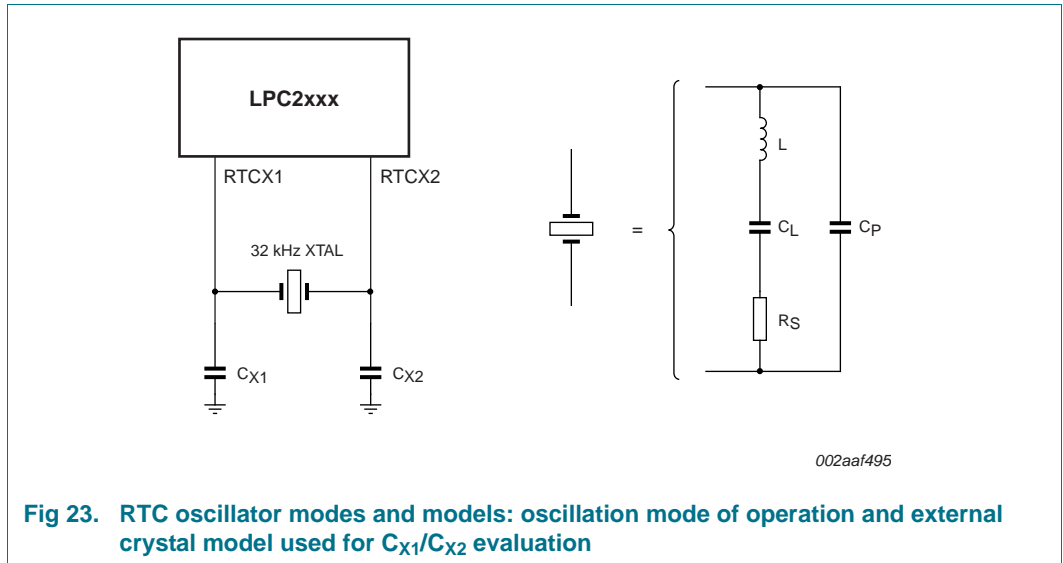 LPC2xxx
RTCX1 RTCX2
32 kHz XTAL
CX1 CX2
=
L
CL CP
RS
002aaf495
Fig 23. RTC oscillator modes and models: oscillation mode of operation and external
crystal model used for CX1/CX2 evaluation